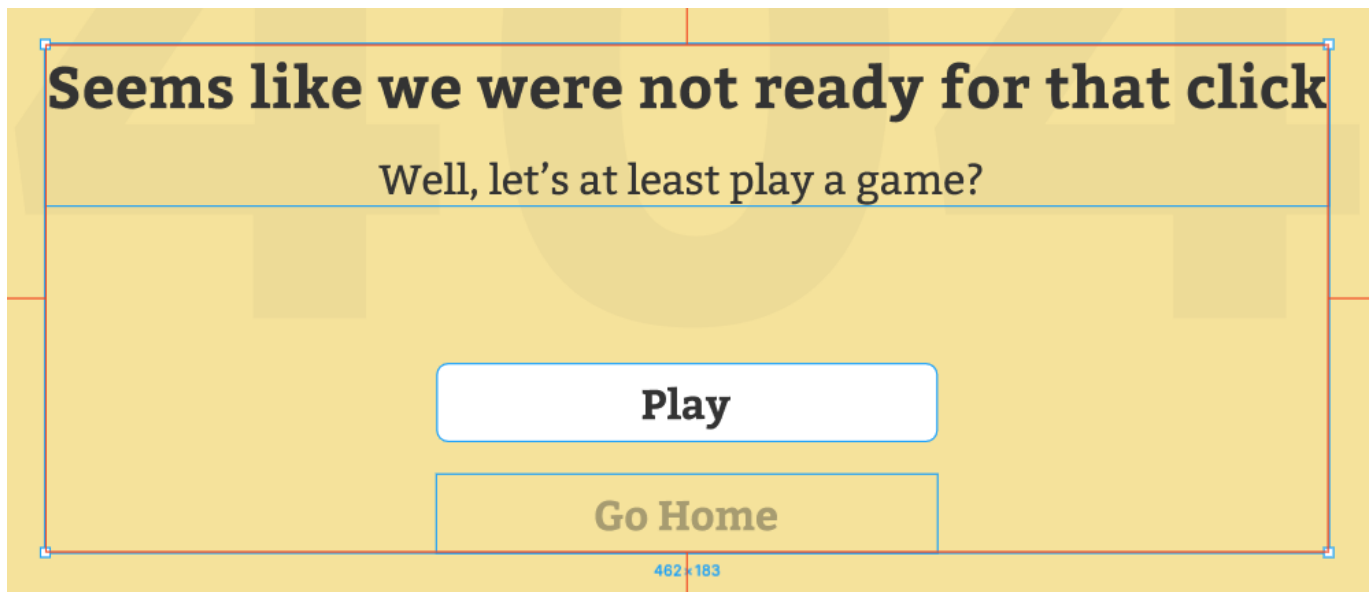 404
Seems like we were not ready for that click
Well, let’s at least play a game?
Play
Go Home
462×183